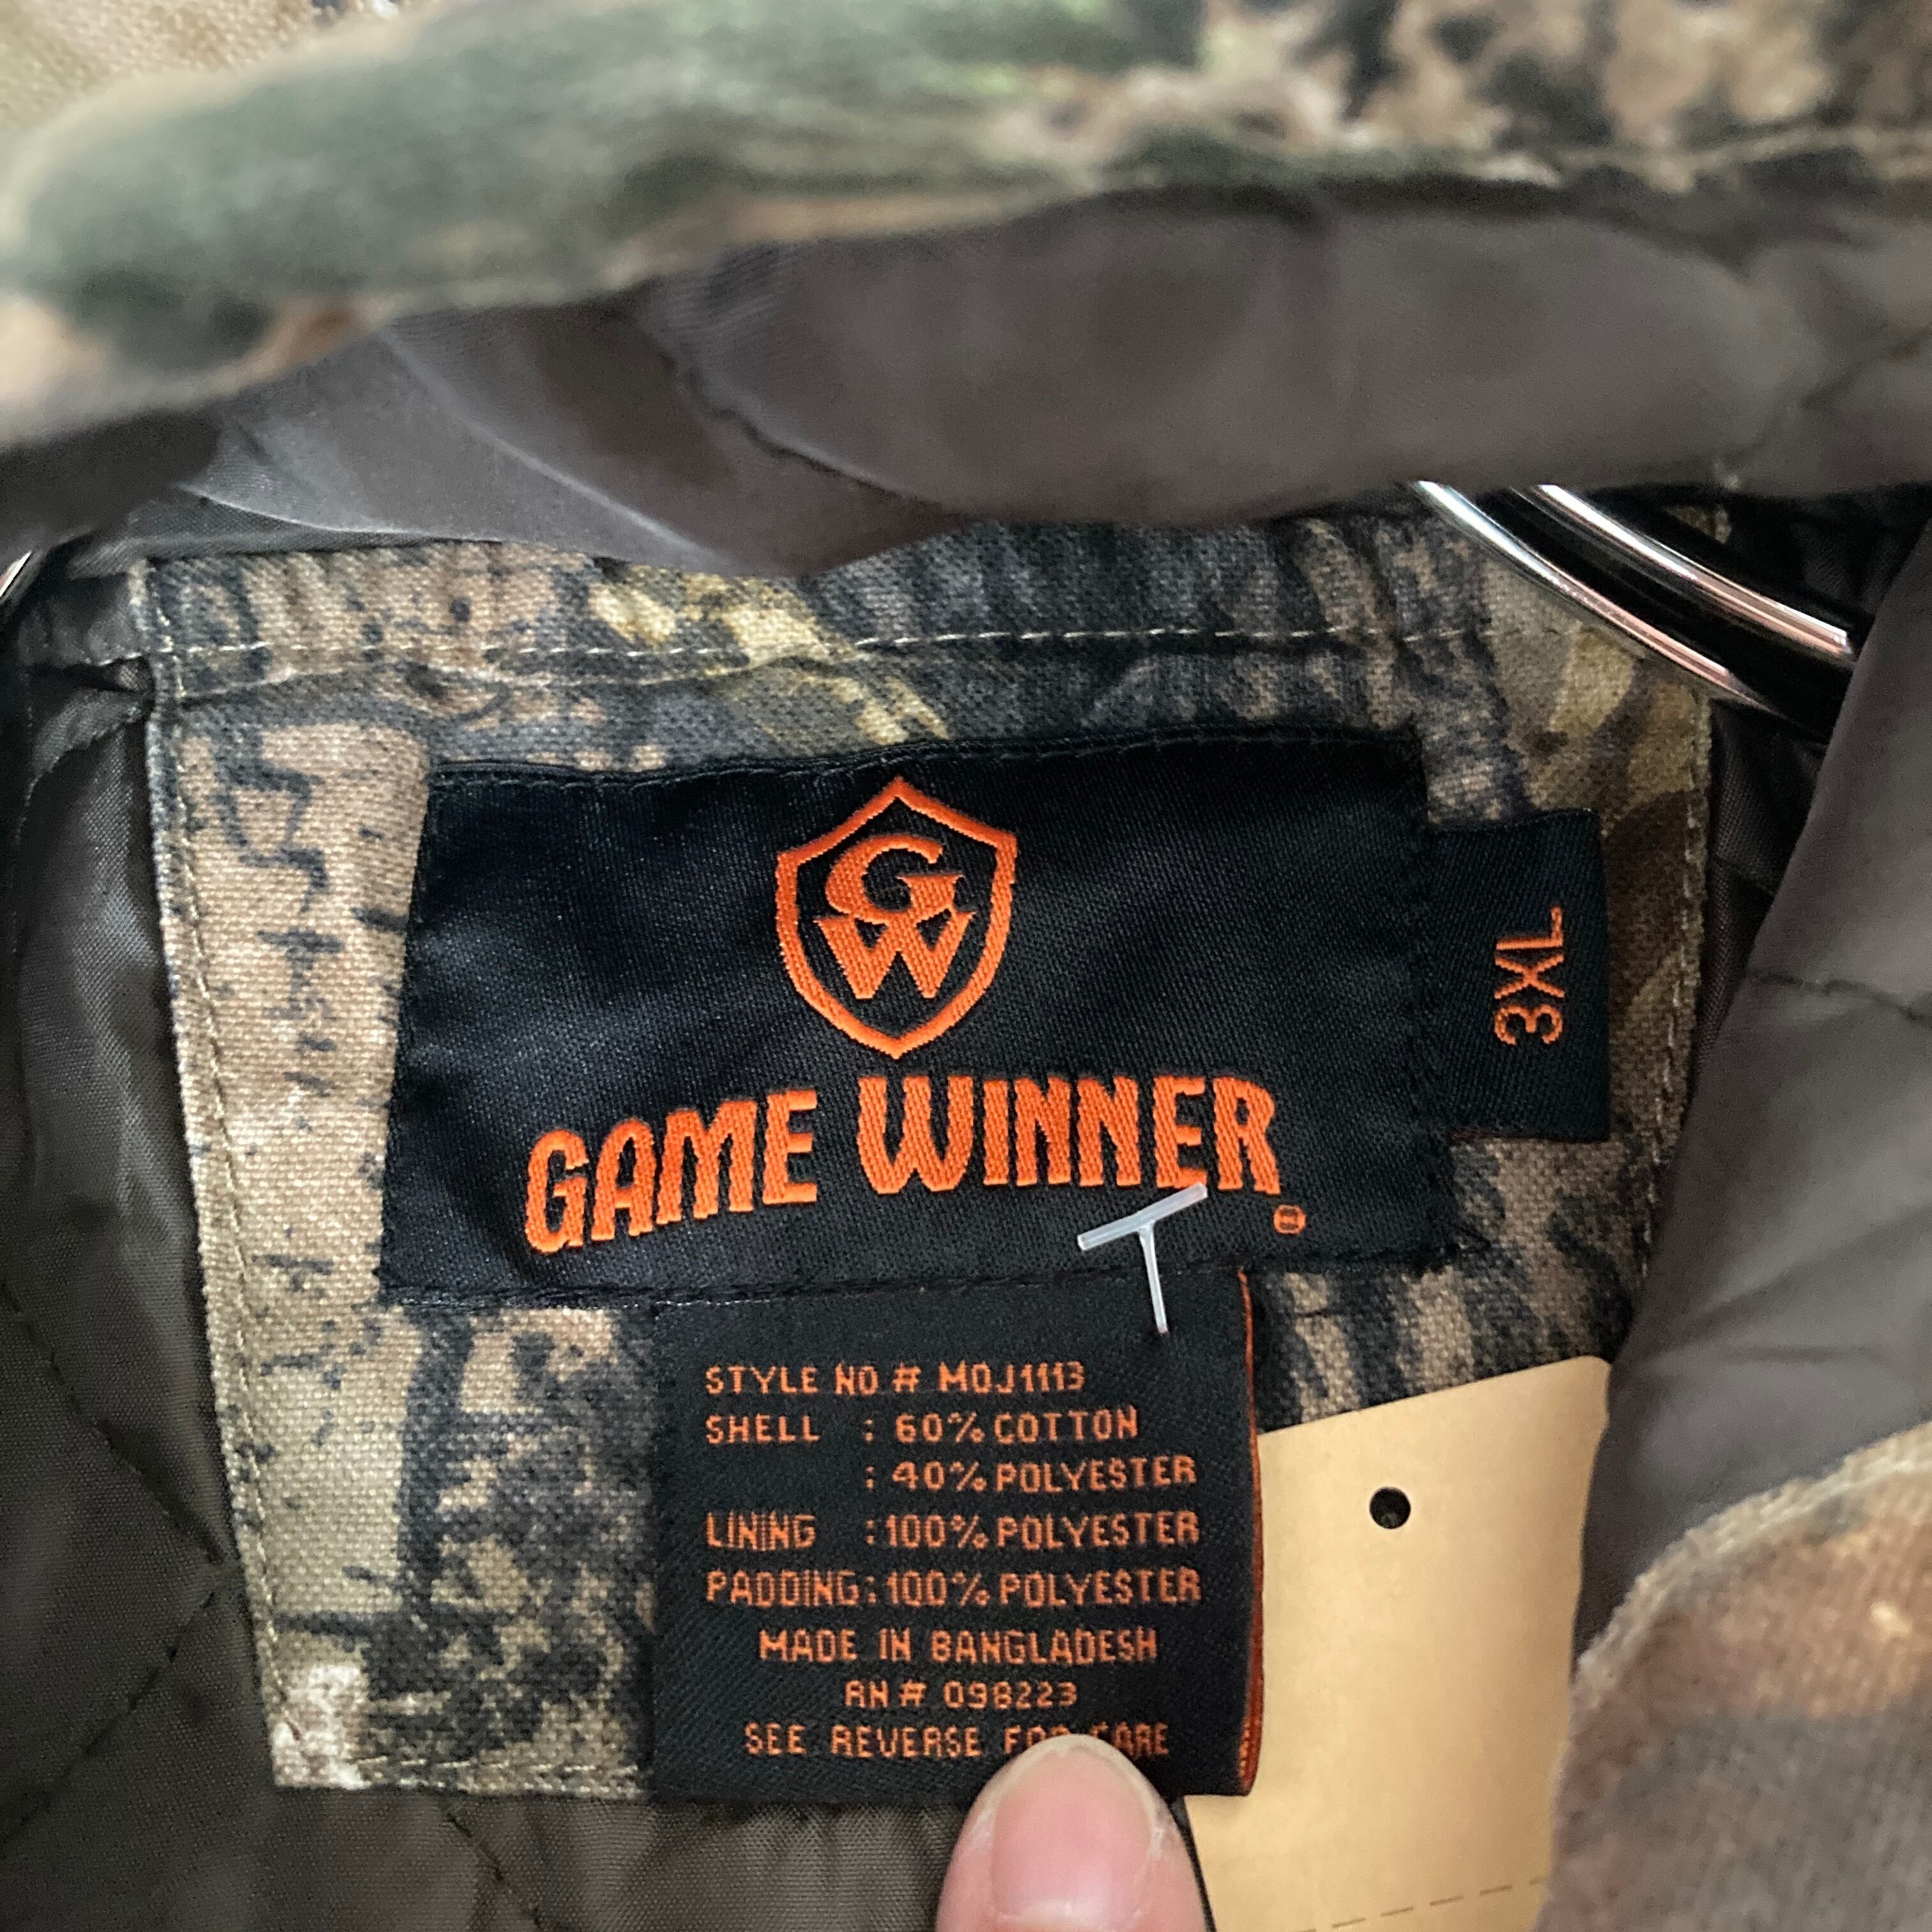 GW
GAME WINNER®
3XL
STYLE NO # MOJ1113
SHELL : 60% COTTON
: 40% POLYESTER
LINING : 100% POLYESTER
PADDING : 100% POLYESTER
MADE IN BANGLADESH
RN # 098223
SEE REVERSE FOR CARE